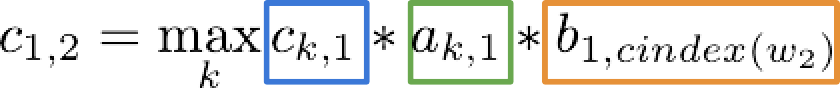 c_{1,2} = \max_k c_{k,1} * a_{k,1} * b_{1,cindex(w_2)}